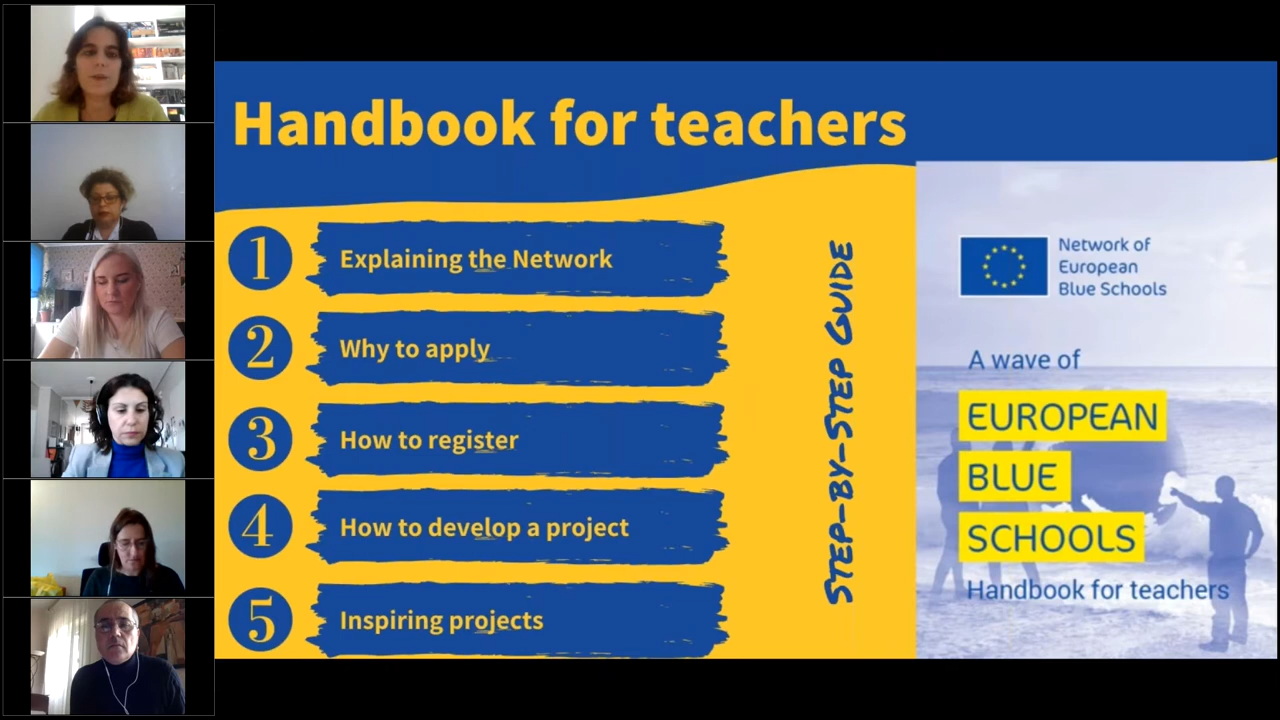 Handbook for teachers
1 Explaining the Network
2 Why to apply
3 How to register
4 How to develop a project
5 Inspiring projects
STEP-BY-STEP GUIDE
Network of
European
Blue Schools
A wave of
EUROPEAN
BLUE
SCHOOLS
Handbook for teachers